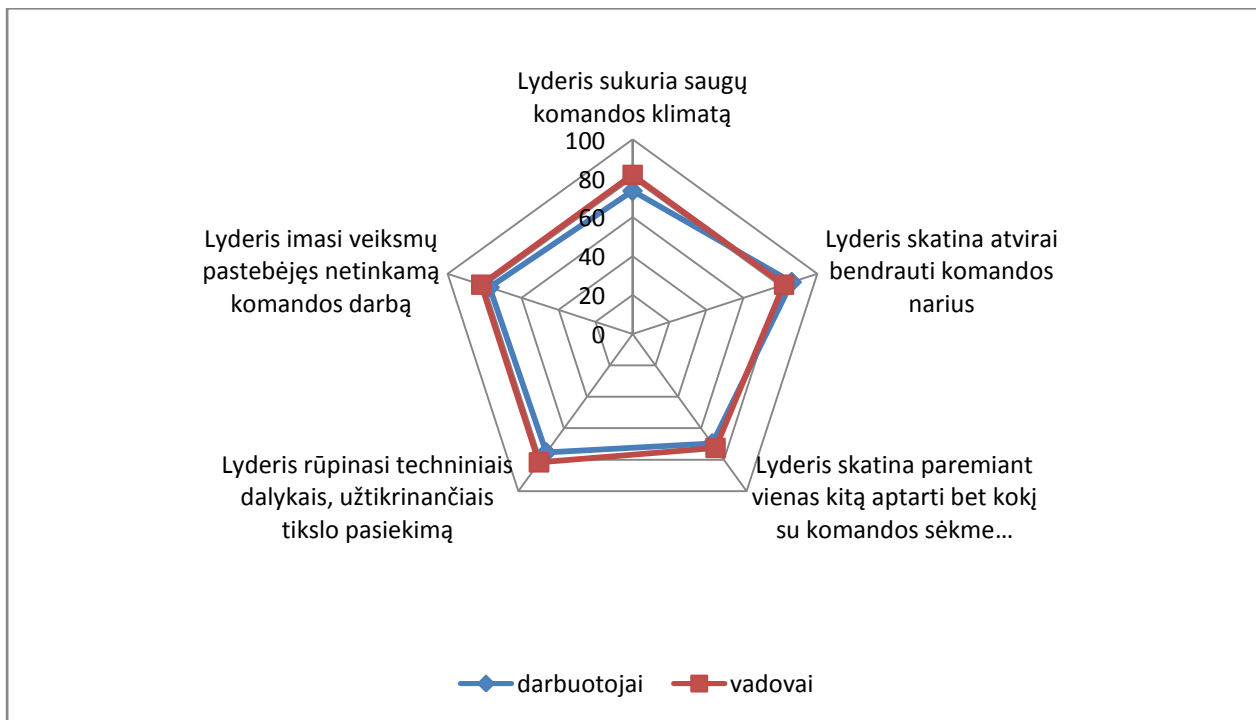 Lyderis sukuria saugų
komandos klimatą
100
80
60
40
20
0
Lyderis skatina atvirai
bendrauti komandos
narius
Lyderis skatina paremiant
vienas kitą aptarti bet kokį
su komandos sėkme...
Lyderis rūpinasi techniniais
dalykais, užtikrinančiais
tikslo pasiekimą
Lyderis imasi veiksmų
pastebėjęs netinkamą
komandos darbą
darbuotojai
vadovai